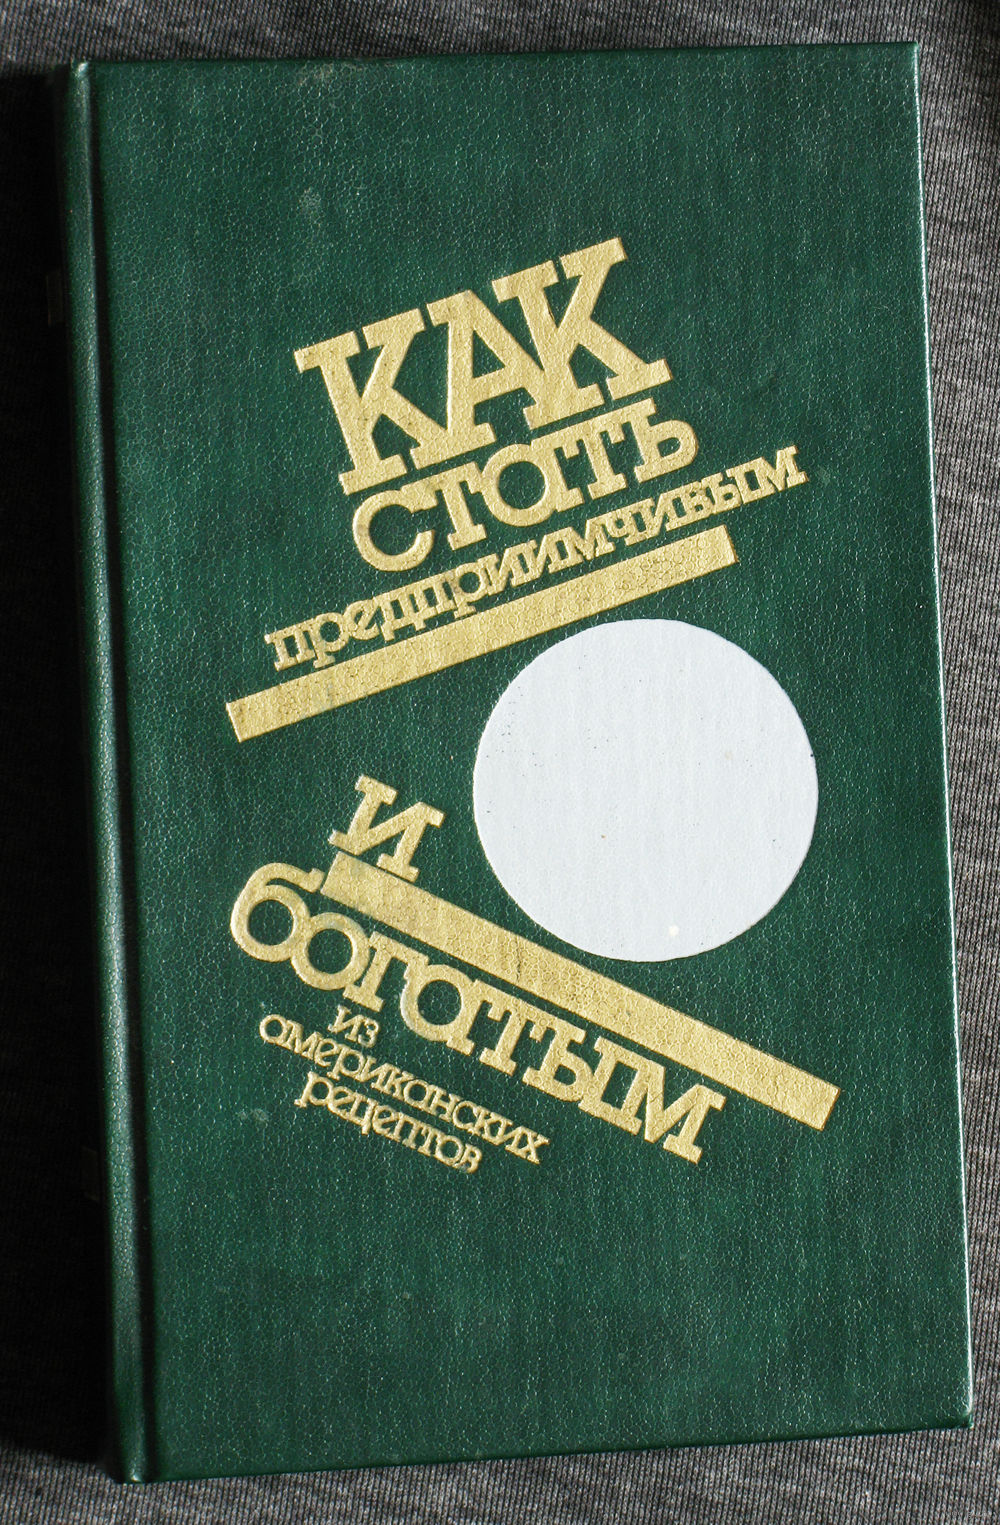 КАК
стать
предприимчивым
и
богатым
из
американских
рецептов